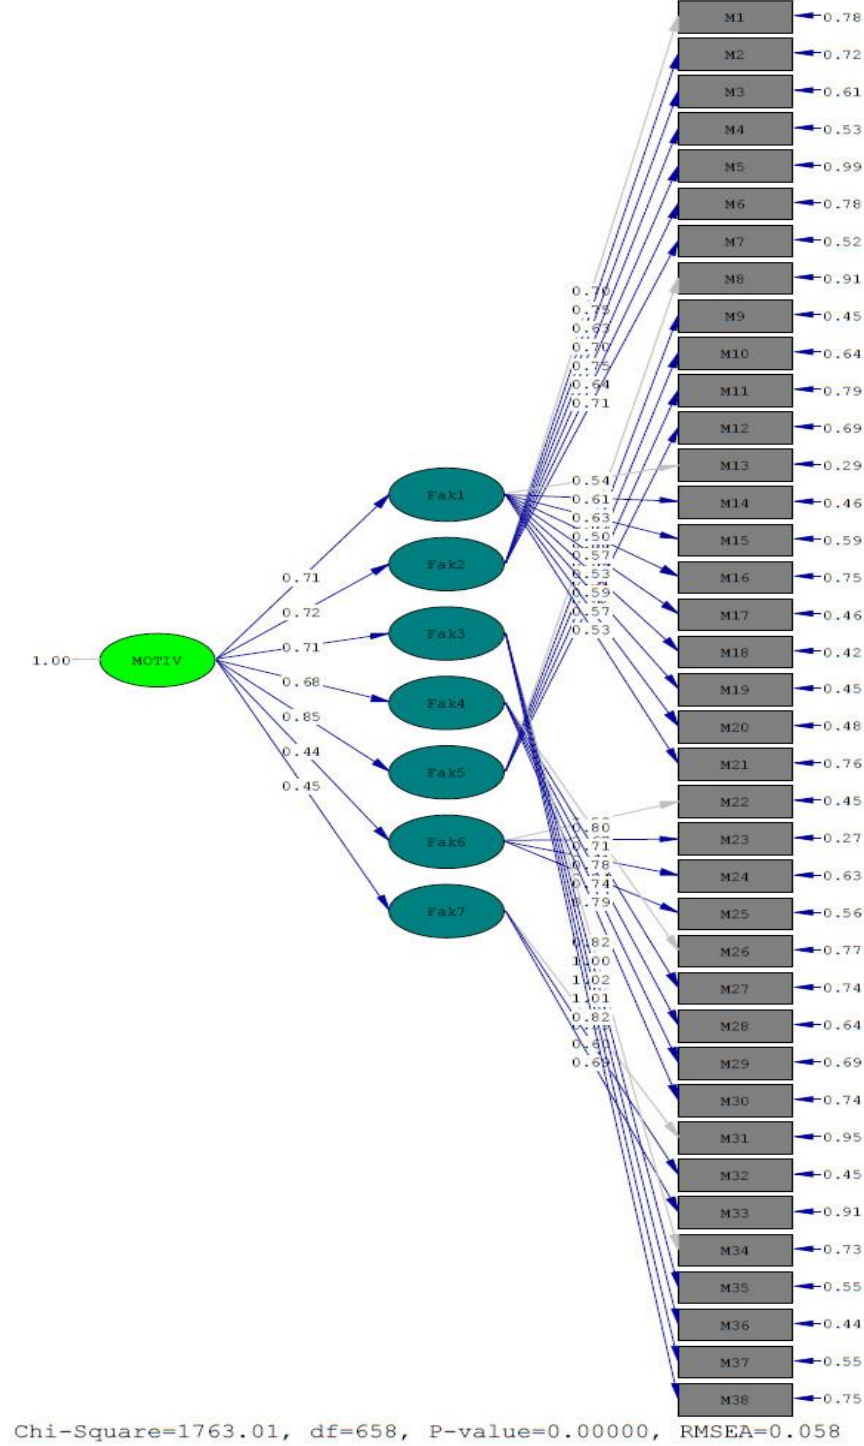 M1 0.78
M2 0.72
M3 0.61
M4 0.53
M5 0.99
M6 0.78
M7 0.52
M8 0.91
M9 0.45
M10 0.64
M11 0.79
M12 0.69
M13 0.29
M14 0.46
M15 0.59
M16 0.75
M17 0.46
M18 0.42
M19 0.45
M20 0.48
M21 0.76
M22 0.45
M23 0.27
M24 0.63
M25 0.56
M26 0.77
M27 0.74
M28 0.64
M29 0.69
M30 0.74
M31 0.95
M32 0.45
M33 0.91
M34 0.73
M35 0.55
M36 0.44
M37 0.55
M38 0.75
0.70
0.75
0.63
0.70
0.75
0.64
0.71
0.54
0.61
0.63
0.50
0.57
0.53
0.59
0.57
0.53
0.80
0.71
0.78
0.74
0.79
0.82
1.00
1.02
1.01
0.82
Fak1
Fak2
Fak3
Fak4
Fak5
Fak6
Fak7
0.71
0.72
0.71
0.68
0.85
0.44
0.45
1.00 MOTIV
Chi-Square=1763.01, df=658, P-value=0.00000, RMSEA=0.058